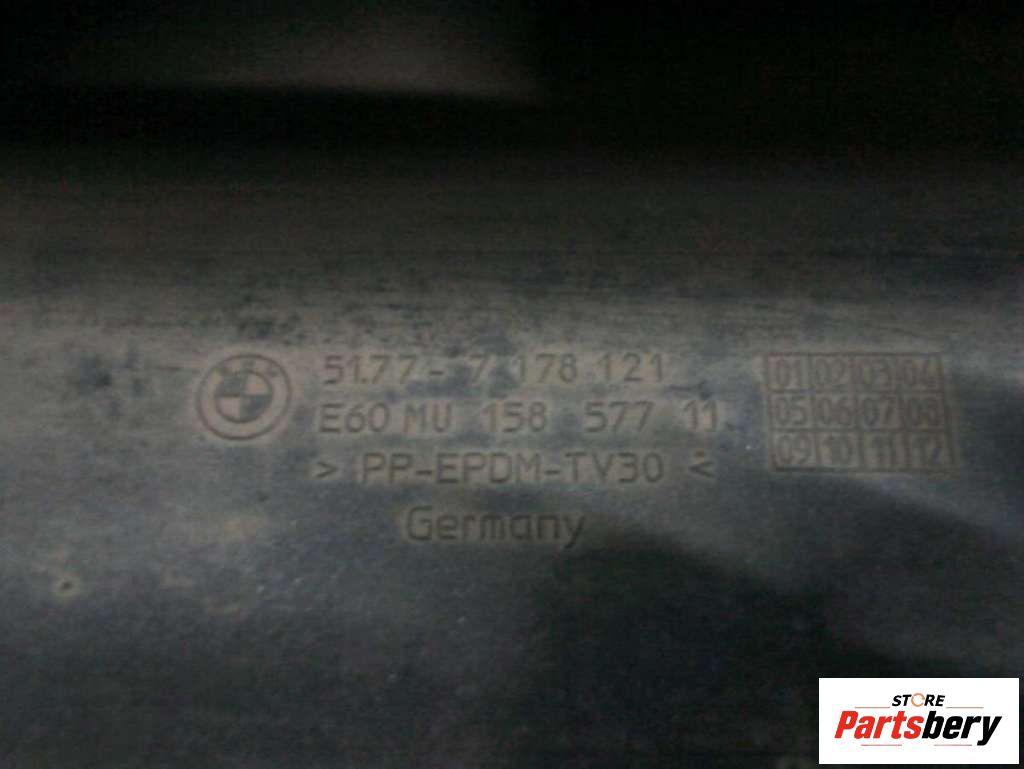 51.77-7 178 121
E60 MU 158 577 11
> PP-EPDM-TV30 <
Germany
01 02 03 04
05 06 07 08
09 10 11 12
STORE
Partsbery